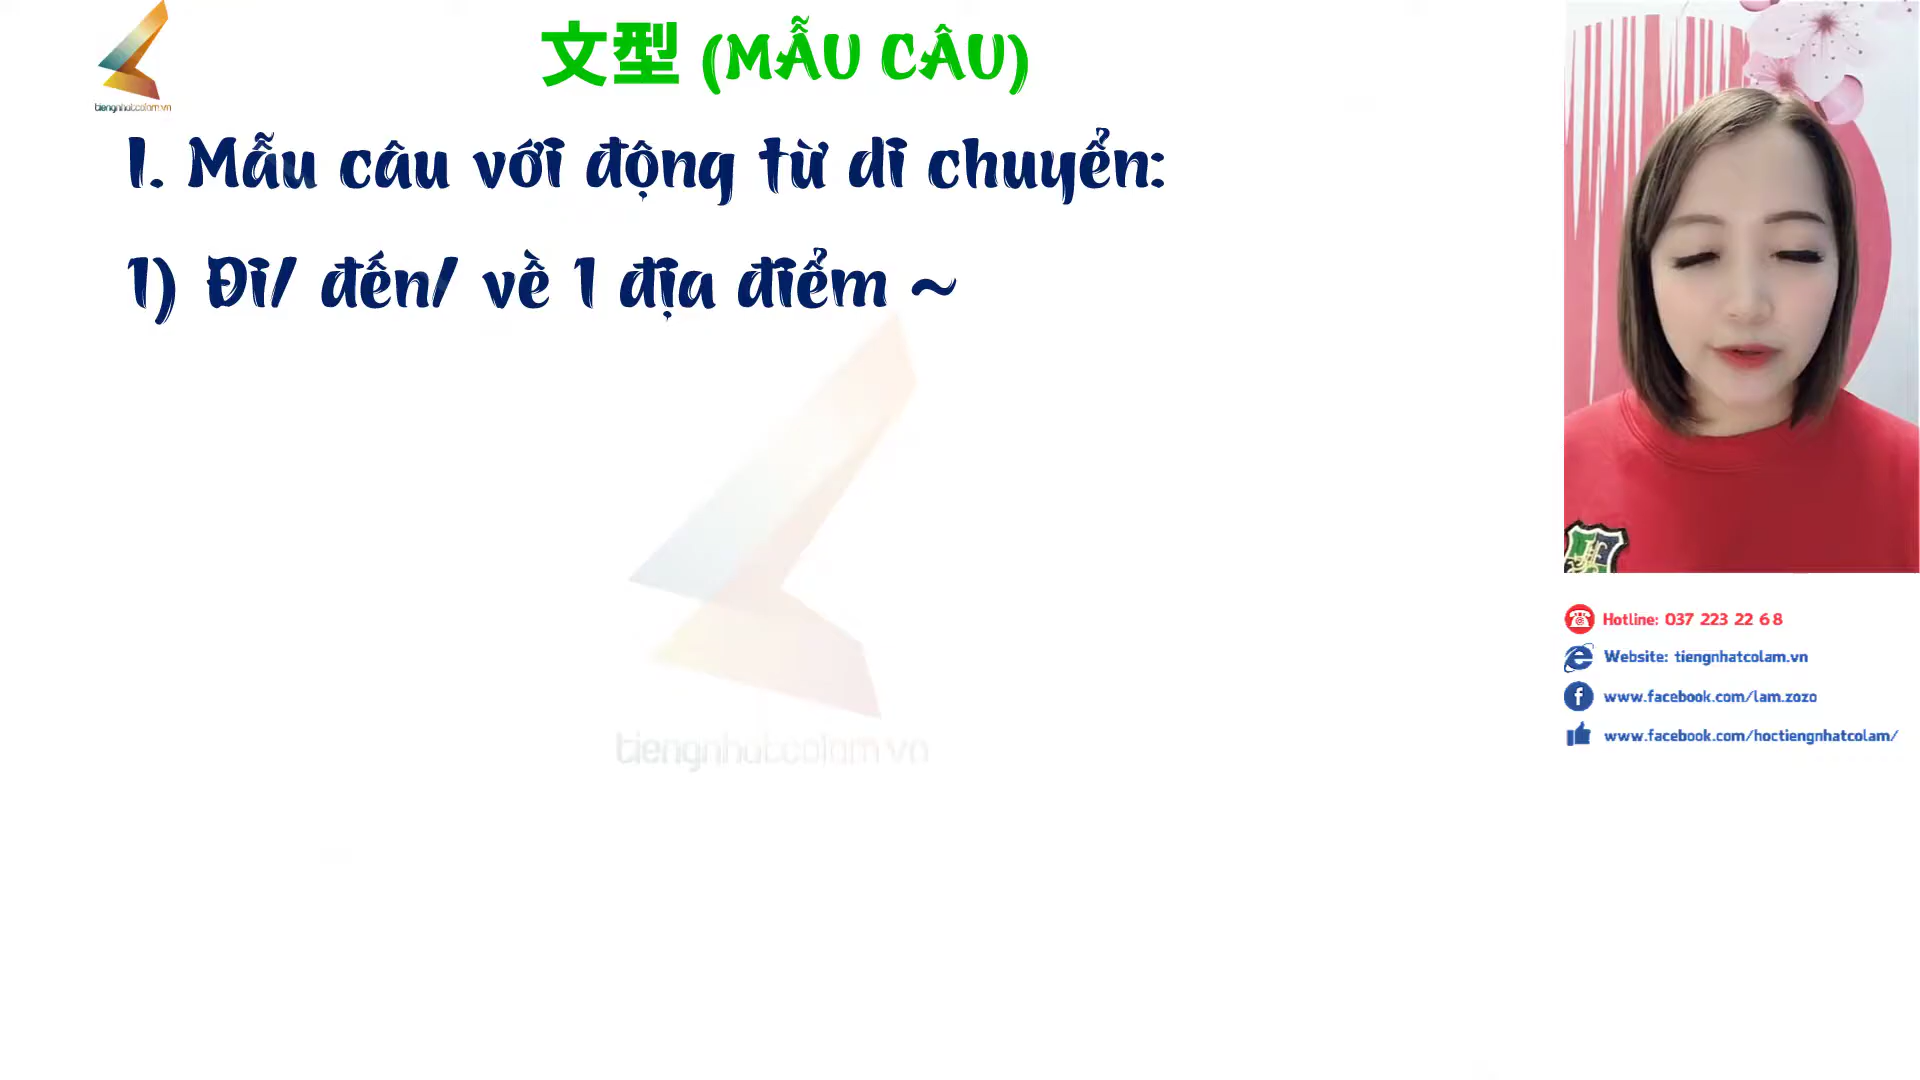 文型 (MẪU CÂU)
tiengnhatcolam.vn
I. Mẫu câu với động từ di chuyển:
1) Đi/ đến/ về 1 địa điểm ~
tiengnhatcolam.vn
Hotline: 037 223 22 68
Website: tiengnhatcolam.vn
www.facebook.com/lam.zozo
www.facebook.com/hoctiengnhatcolam/